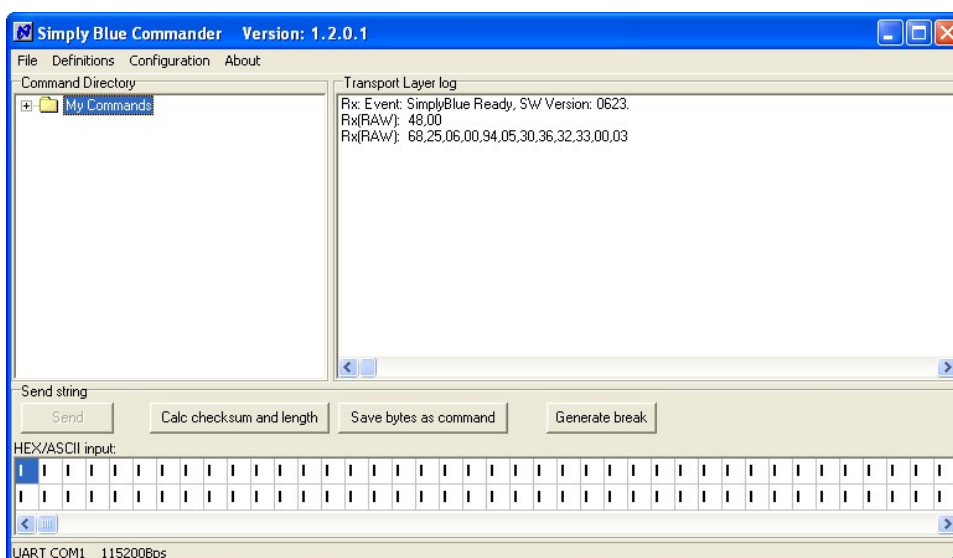 Simply Blue Commander Version: 1.2.0.1
File Definitions Configuration About
Command Directory
My Commands
Transport Layer log
Rx: Event: SimplyBlue Ready, SW Version: 0623.
Rx(RAW): 48,00
Rx(RAW): 68,25,06,00,94,05,30,36,32,33,00,03
Send string
Send
Calc checksum and length
Save bytes as command
Generate break
HEX/ASCII input:
UART COM1 115200Bps